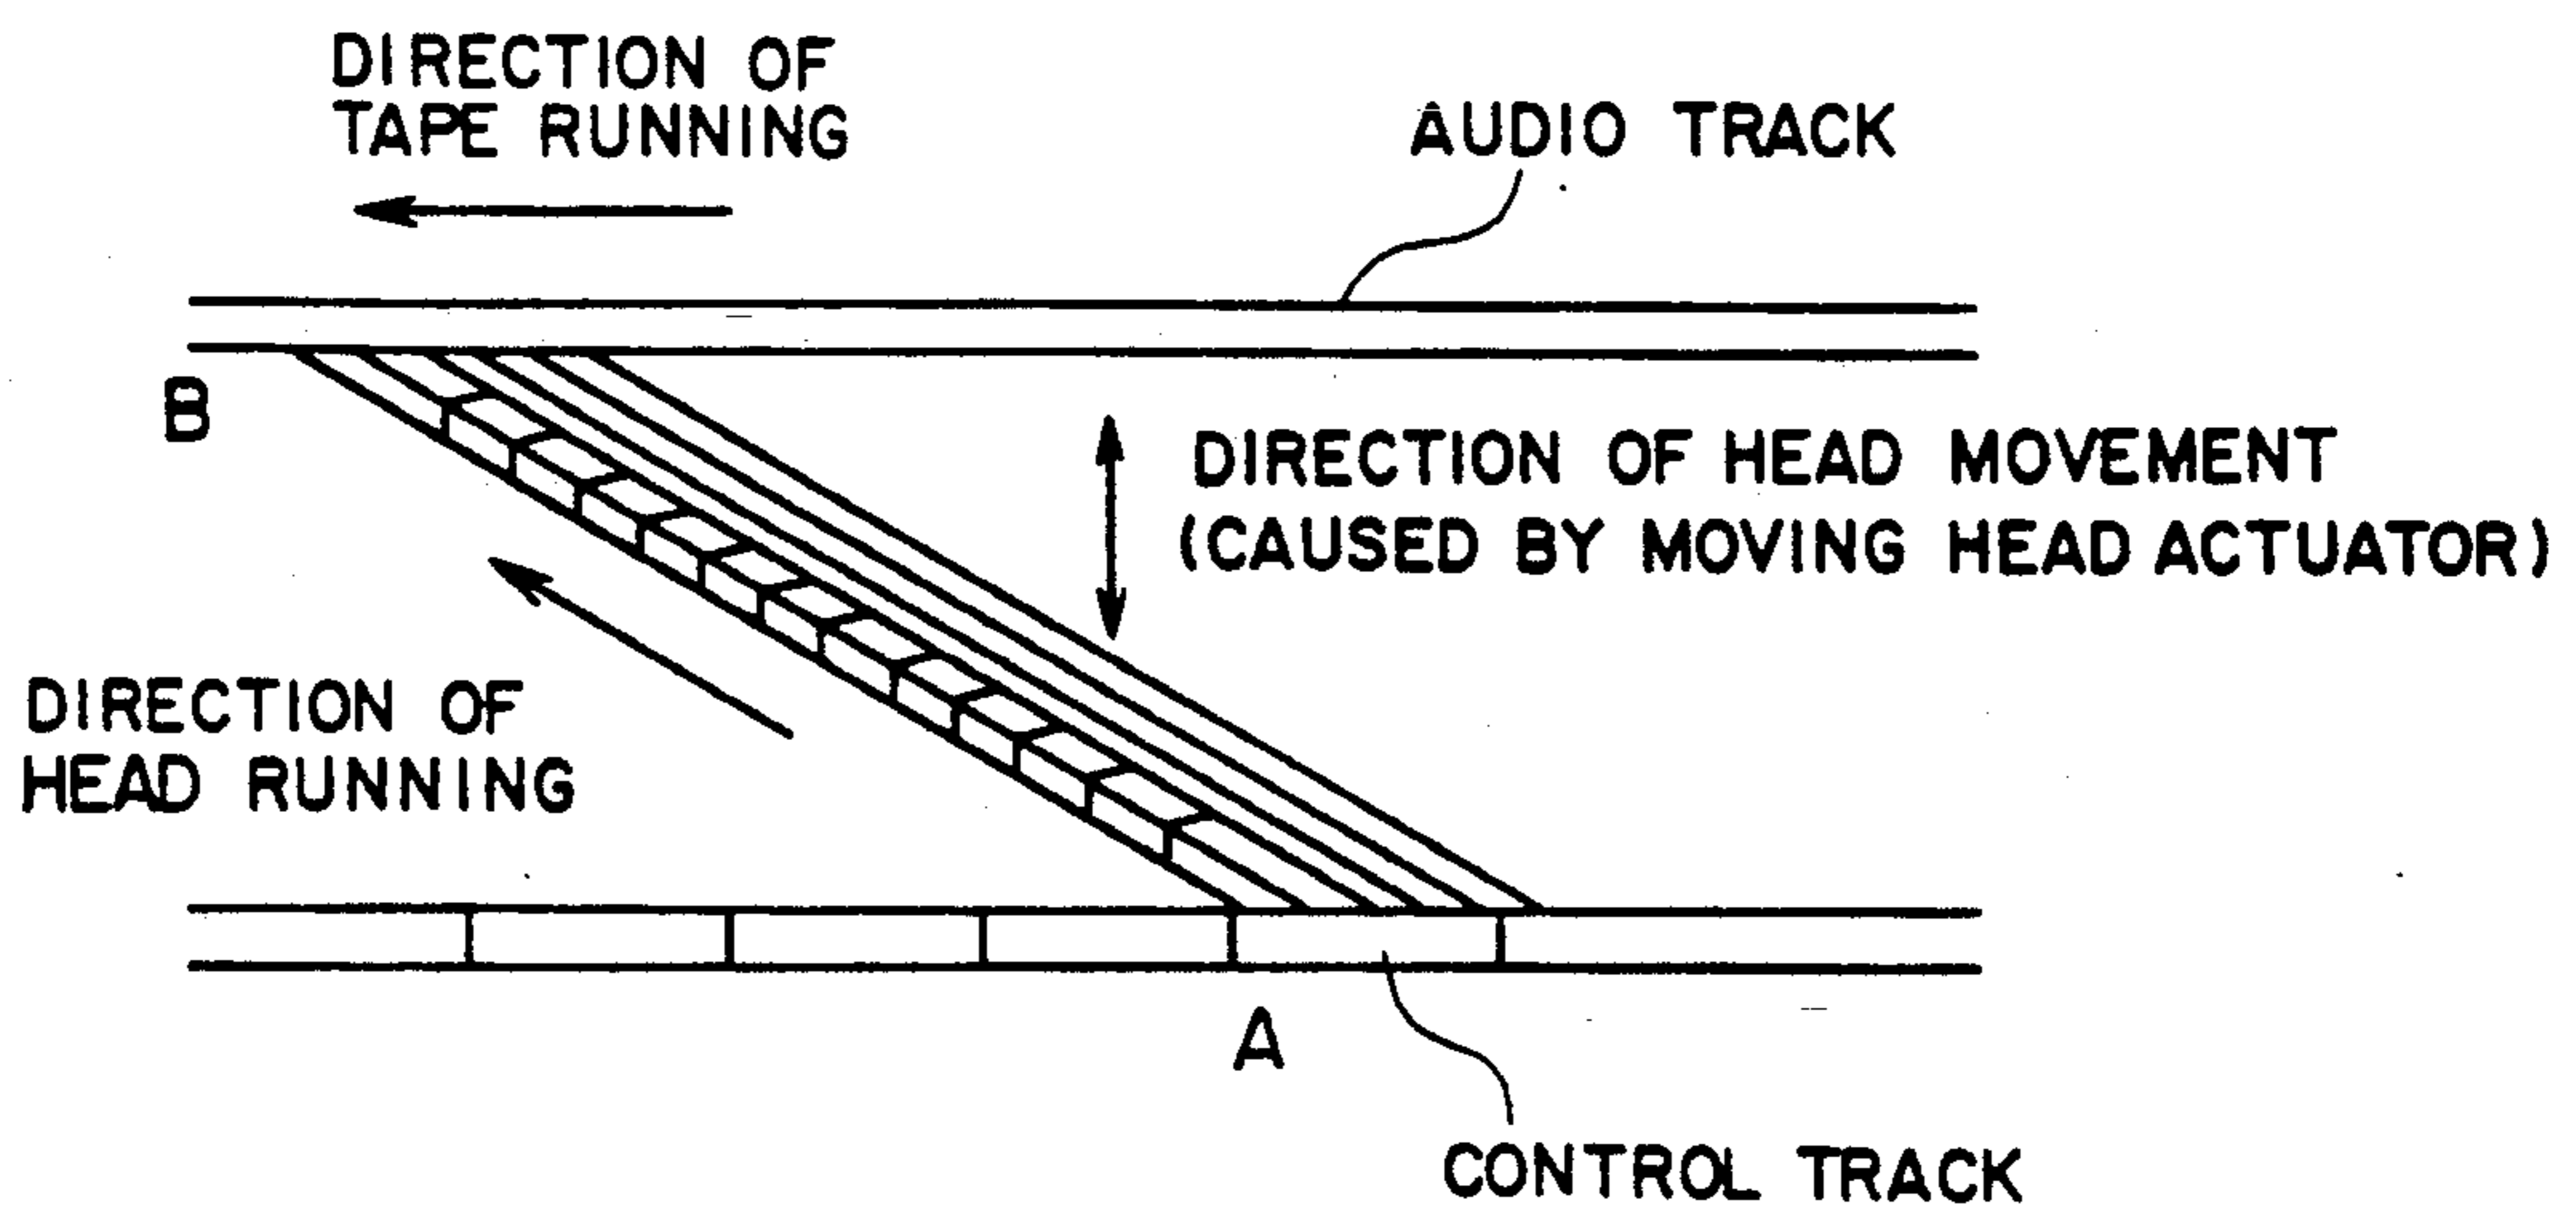 DIRECTION OF
TAPE RUNNING
AUDIO TRACK
B
DIRECTION OF HEAD MOVEMENT
(CAUSED BY MOVING HEAD ACTUATOR)
DIRECTION OF
HEAD RUNNING
A
CONTROL TRACK